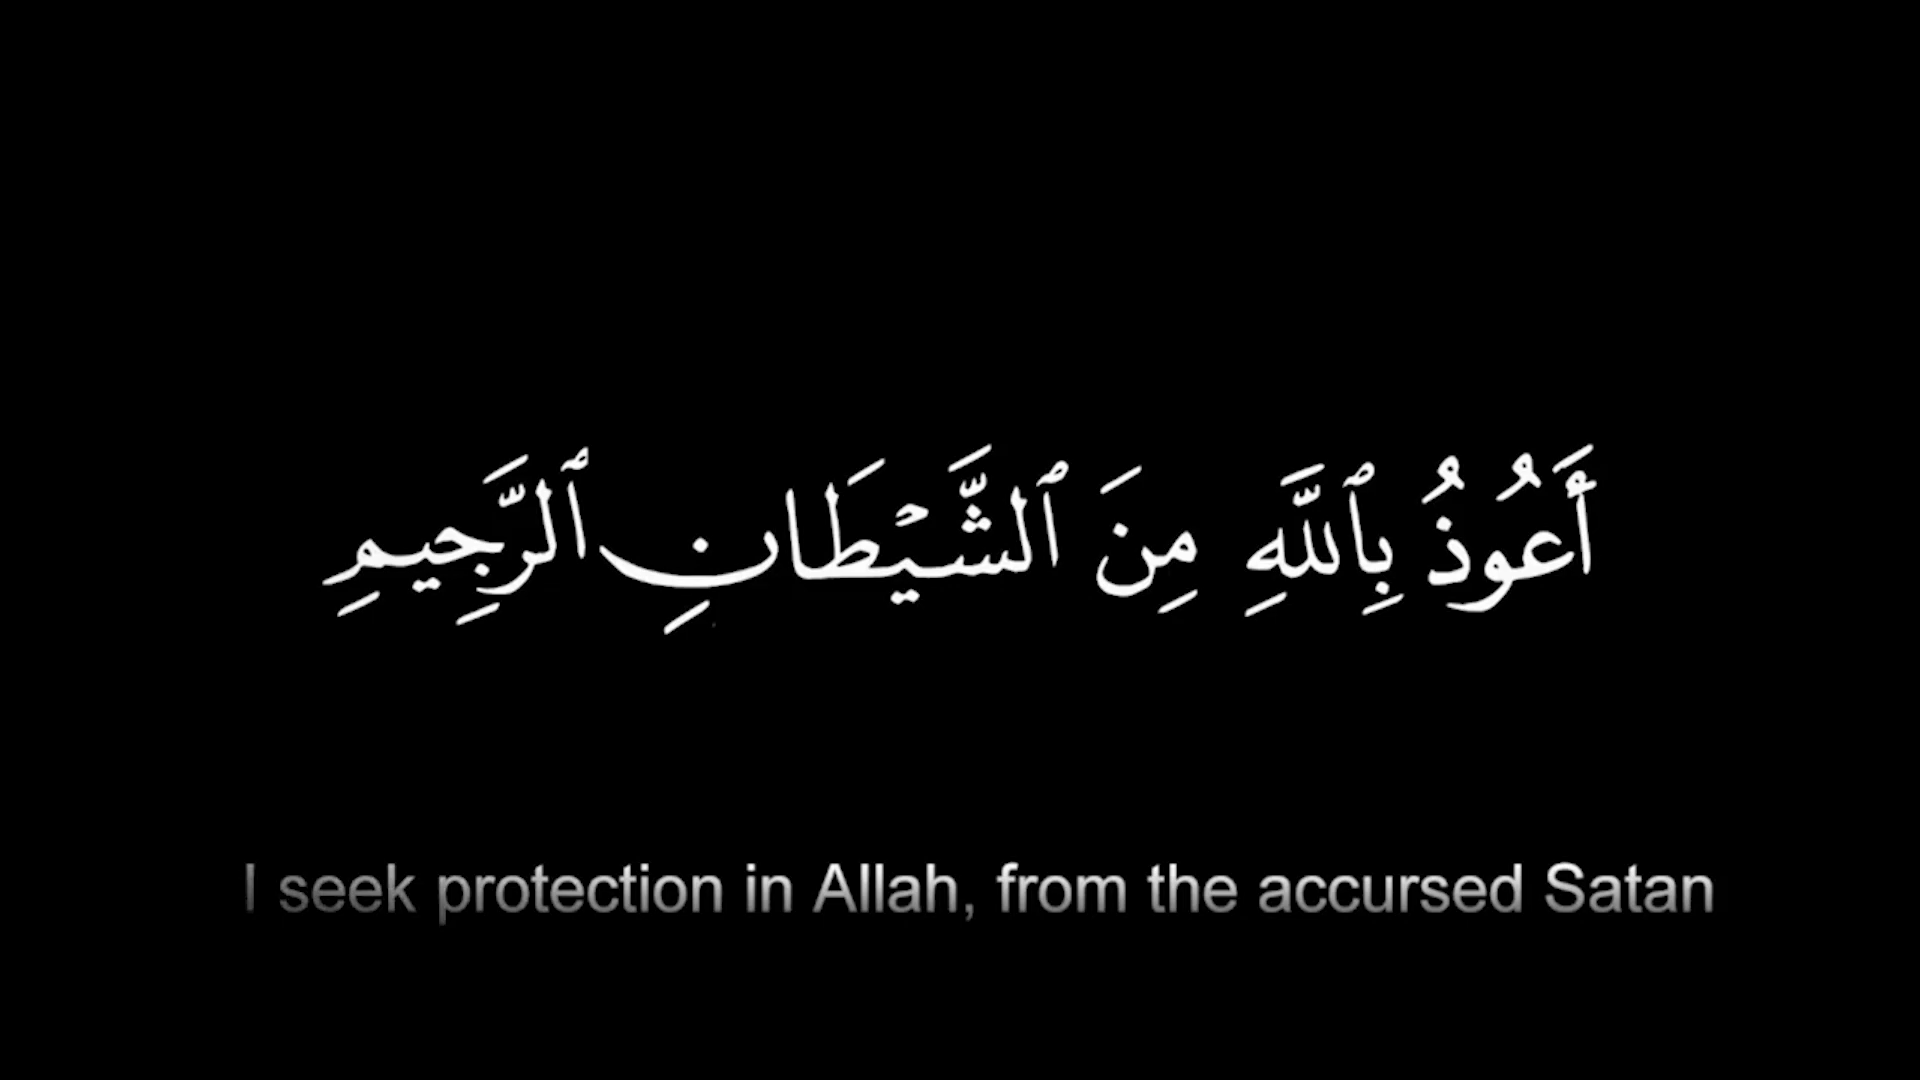 أَعُوذُ بِٱللَّهِ مِنَ ٱلشَّيْطَانِ ٱلرَّجِيمِ
I seek protection in Allah, from the accursed Satan